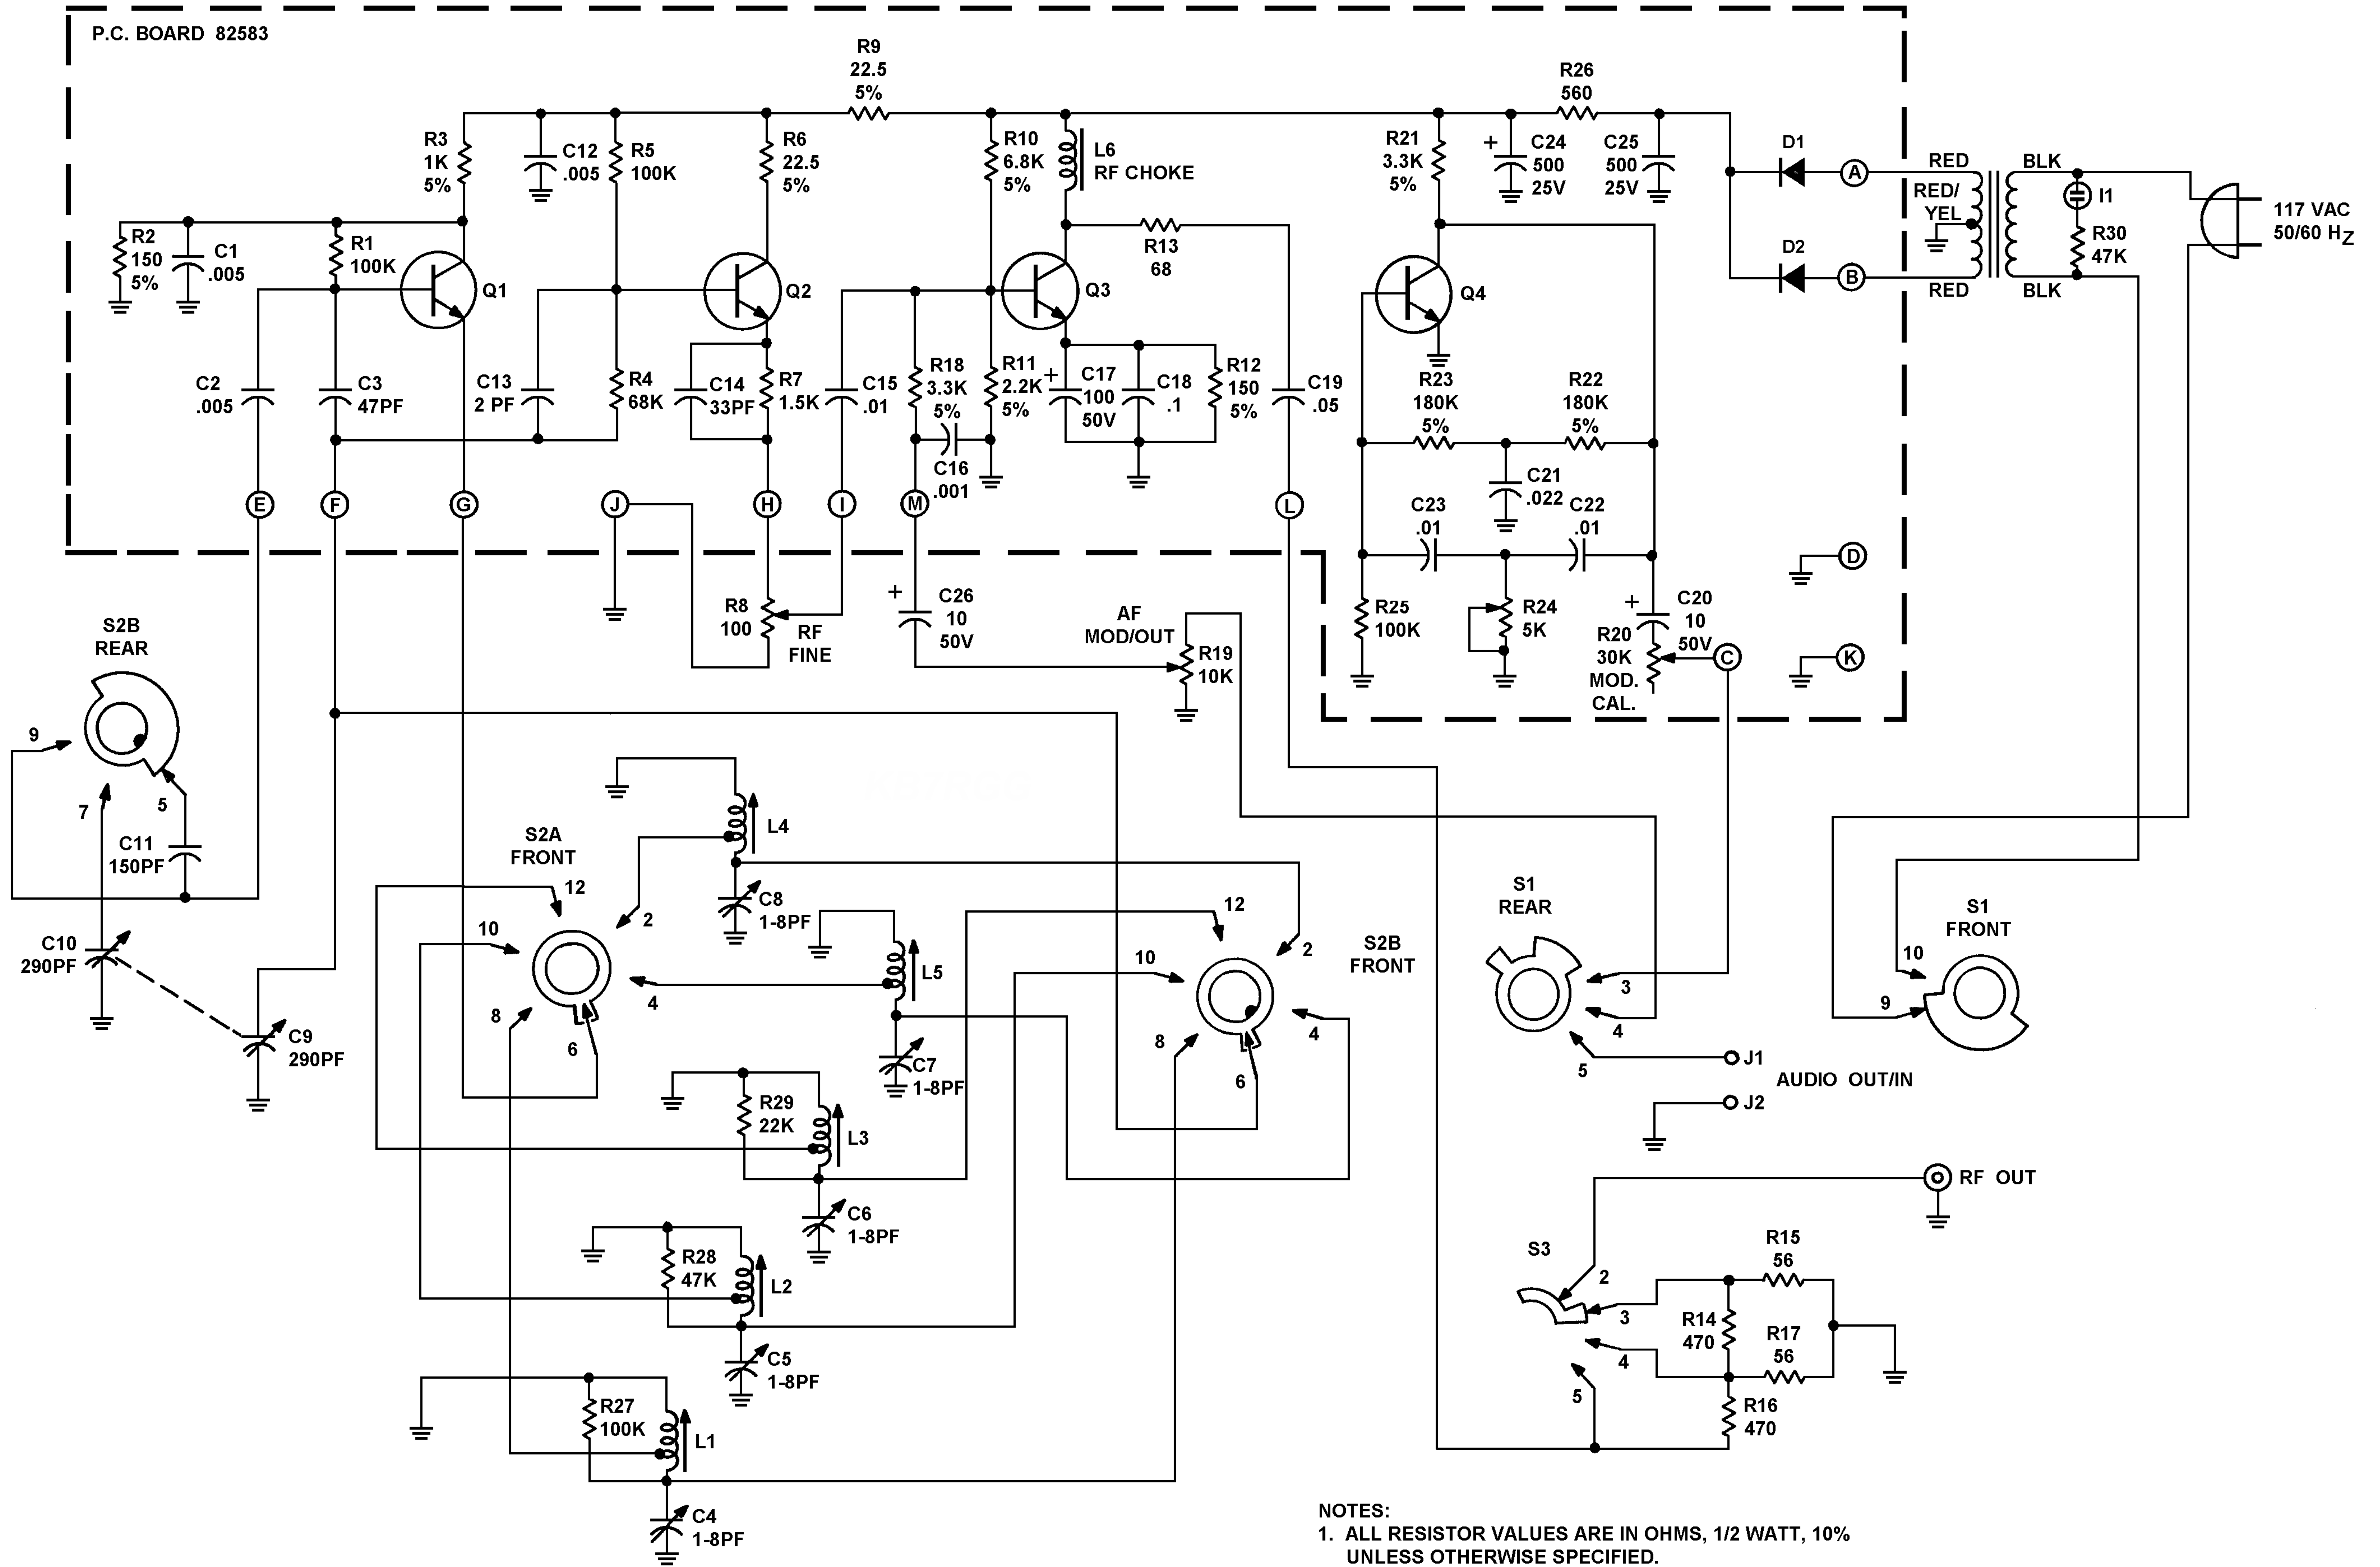 P.C. BOARD 82583
R9
22.5
5%
R26
560
R3
1K
5%
C12
.005
R5
100K
R6
22.5
5%
R10
6.8K
5%
L6
RF CHOKE
R21
3.3K
5%
+
C24
500
25V
C25
500
25V
D1
A
RED
RED/
YEL
BLK
I1
R30
47K
117 VAC
50/60 HZ
R2
150
5%
C1
.005
R1
100K
Q1
Q2
Q3
R13
68
Q4
D2
B
RED
BLK
C2
.005
C3
47PF
C13
2 PF
R4
68K
C14
33PF
R7
1.5K
C15
.01
R18
3.3K
5%
R11
2.2K
5%
+
C17
100
50V
C18
.1
R12
150
5%
C19
.05
R23
180K
5%
R22
180K
5%
C16
.001
C21
.022
E
F
G
J
H
I
M
L
C23
.01
C22
.01
D
R8
100
RF
FINE
+
C26
10
50V
AF
MOD/OUT
R19
10K
R25
100K
R24
5K
+
C20
10
50V
R20
30K
MOD.
CAL.
C
K
S2B
REAR
9
7
5
C11
150PF
C10
290PF
C9
290PF
S2A
FRONT
12
2
10
4
8
6
L4
C8
1-8PF
L5
C7
1-8PF
S2B
FRONT
12
2
10
4
8
6
S1
REAR
3
4
5
S1
FRONT
10
9
J1
AUDIO OUT/IN
J2
R29
22K
L3
C6
1-8PF
RF OUT
R28
47K
L2
C5
1-8PF
S3
2
3
4
5
R15
56
R14
470
R17
56
R16
470
R27
100K
L1
C4
1-8PF
NOTES:
1. ALL RESISTOR VALUES ARE IN OHMS, 1/2 WATT, 10%
UNLESS OTHERWISE SPECIFIED.